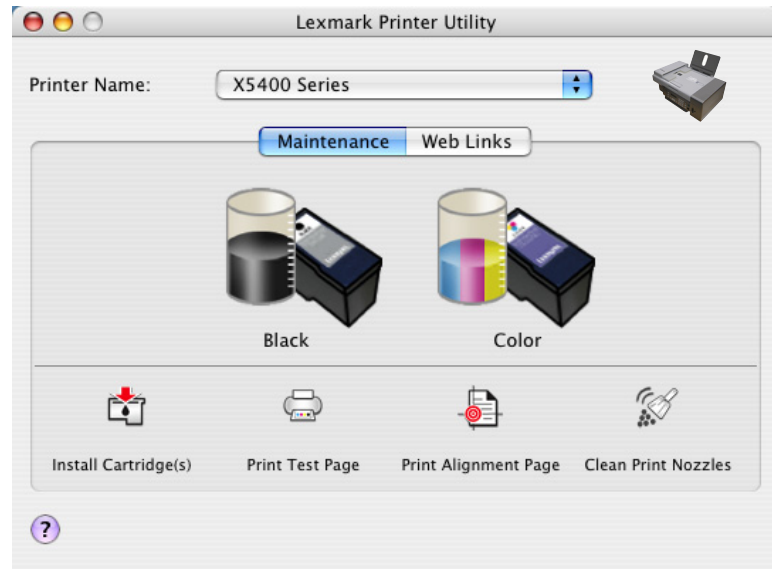 Lexmark Printer Utility
Printer Name: X5400 Series
Maintenance Web Links
Black Color
Install Cartridge(s) Print Test Page Print Alignment Page Clean Print Nozzles
?